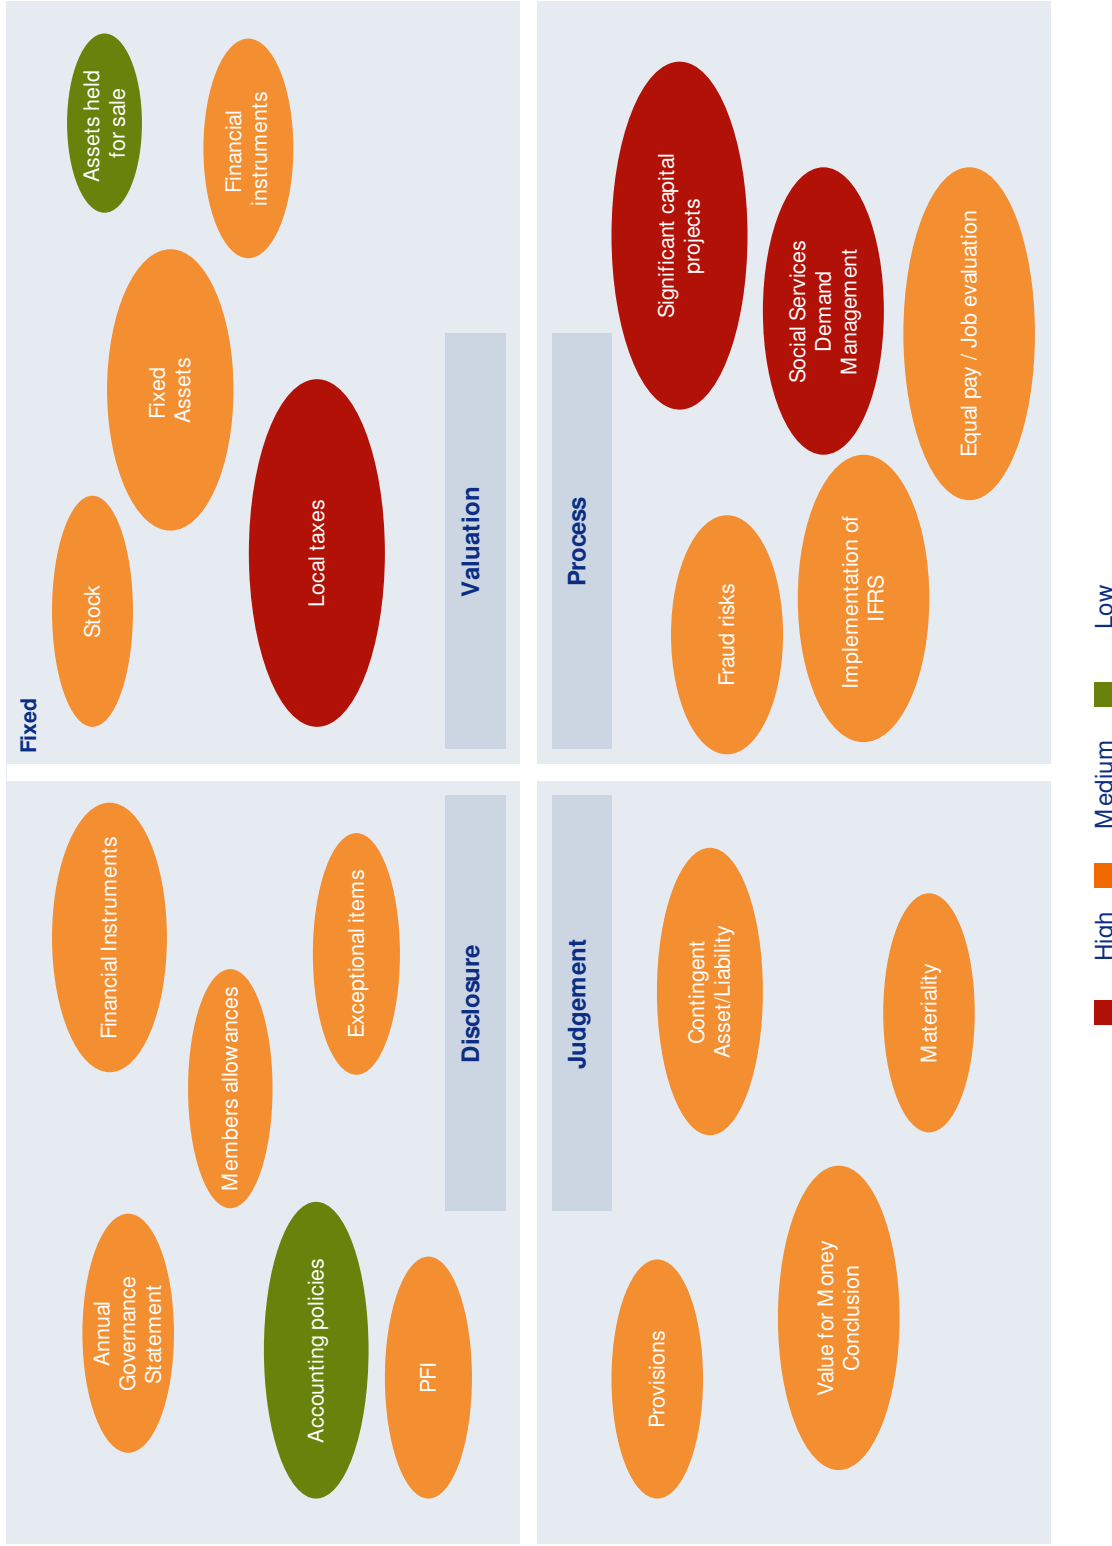 Annual
Governance
Statement
Financial Instruments
Members allowances
Accounting policies
Exceptional items
PFI
Disclosure
Fixed
Stock
Fixed
Assets
Assets held
for sale
Financial
instruments
Local taxes
Valuation
Judgement
Provisions
Contingent
Asset/Liability
Value for Money
Conclusion
Materiality
Process
Fraud risks
Significant capital
projects
Implementation of
IFRS
Social Services
Demand
Management
Equal pay / Job evaluation
High
Medium
Low